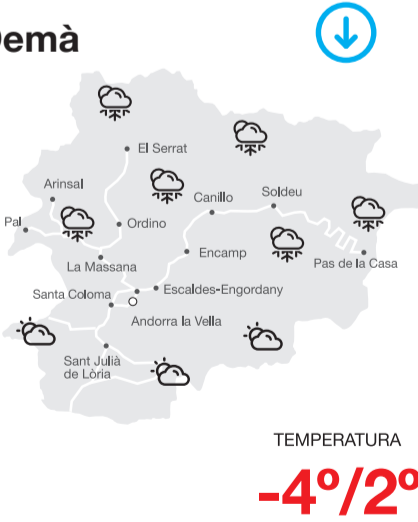 Demà
El Serrat
Arinsal
Canillo
Soldeu
Pal
Ordino
Encamp
La Massana
Pas de la Casa
Santa Coloma
Escaldes-Engordany
Andorra la Vella
Sant Julià
de Lòria
TEMPERATURA
-4º/2º